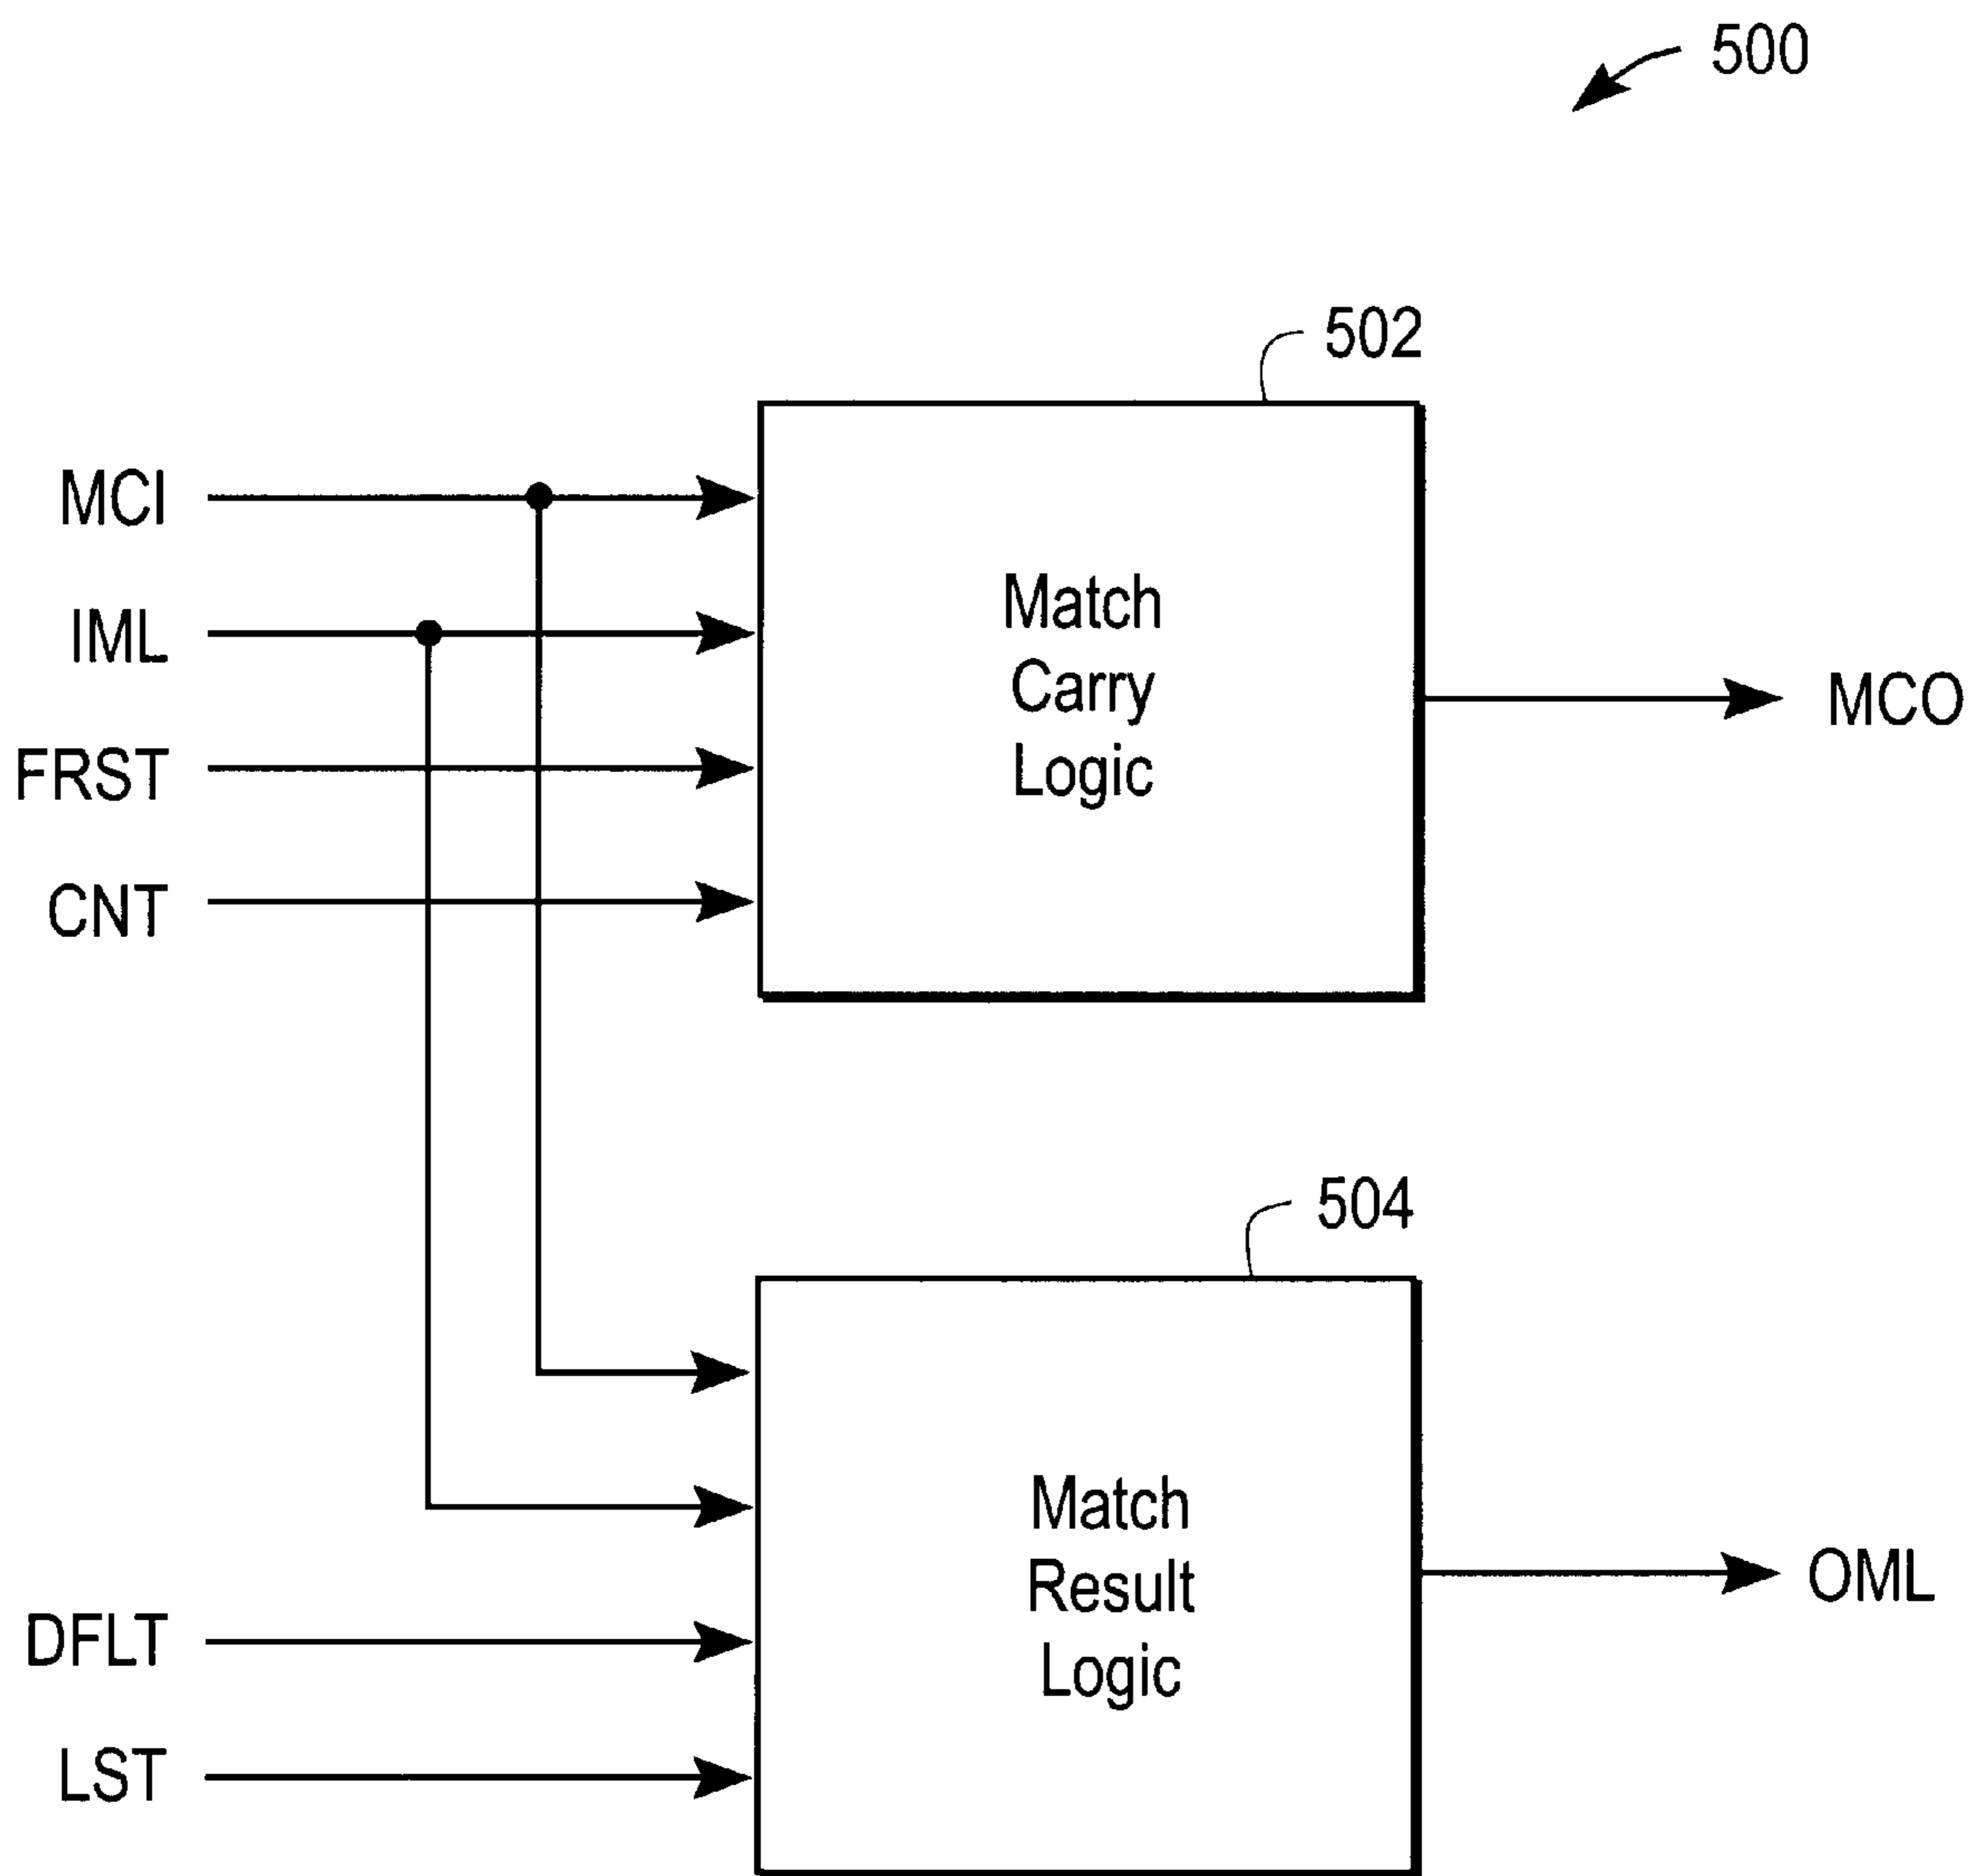 500
502
MCI
IML
FRST
CNT
Match
Carry
Logic
MCO
504
DFLT
LST
Match
Result
Logic
OML